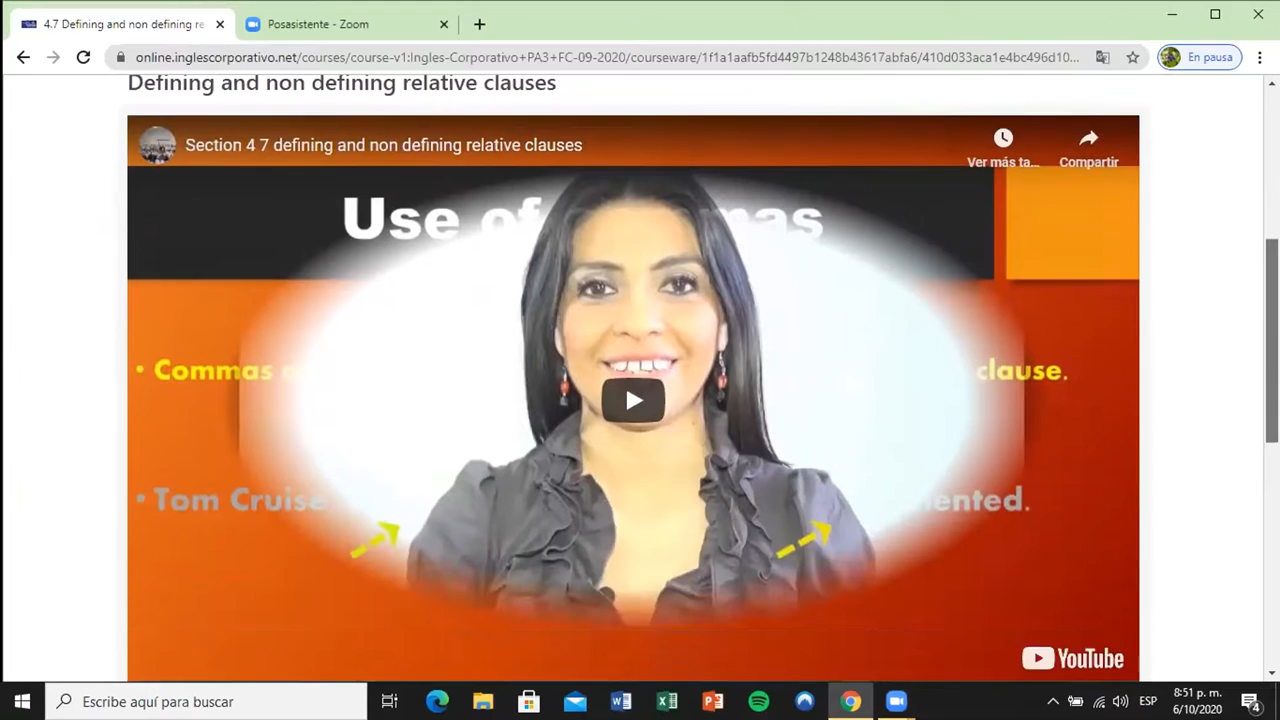 4.7 Defining and non defining re
Posasistente - Zoom
online.inglescorporativo.net/courses/course-v1:Ingles-Corporativo+PA3+FC-09-2020/courseware/1f1a1aafb5fd4497b1248b43617abfa6/410d033aca1e4bc496d10...
En pausa
Defining and non defining relative clauses
Section 4 7 defining and non defining relative clauses
Ver más ta...
Compartir
Use of
• Commas
clause.
• Tom Cruise,
YouTube
Escribe aquí para buscar
ESP
8:51 p. m.
6/10/2020
4